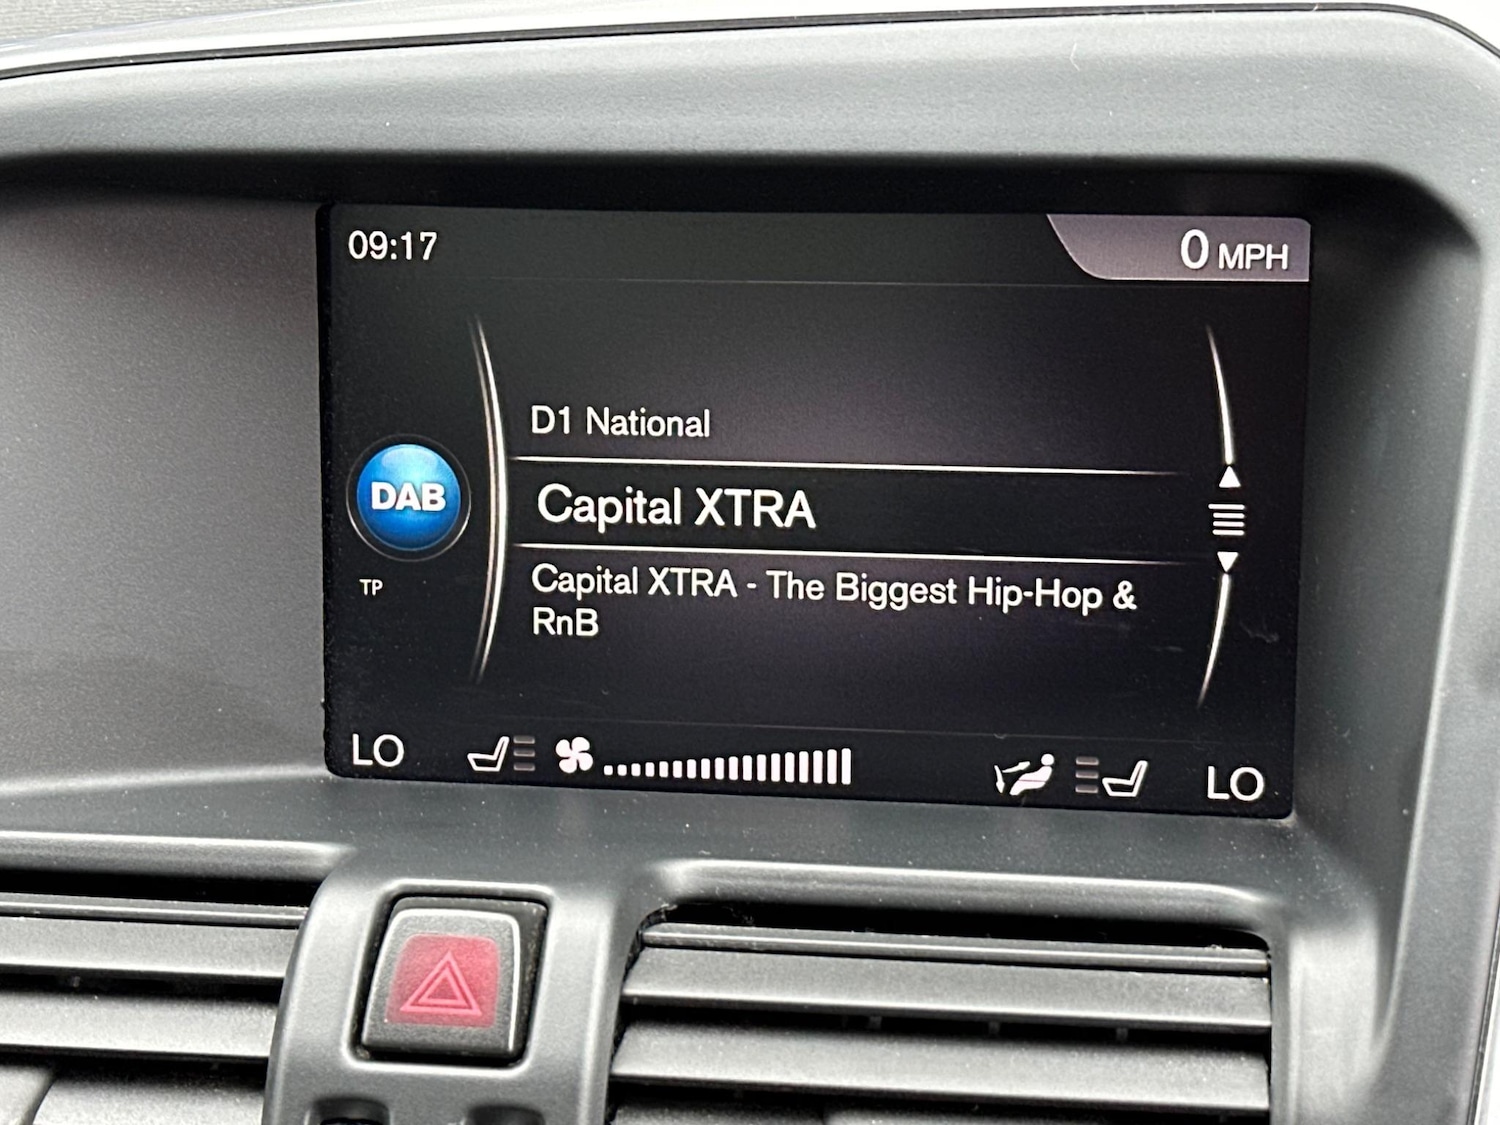 09:17
0 MPH
D1 National
DAB
Capital XTRA
TP
Capital XTRA - The Biggest Hip-Hop &
RnB
LO
LO